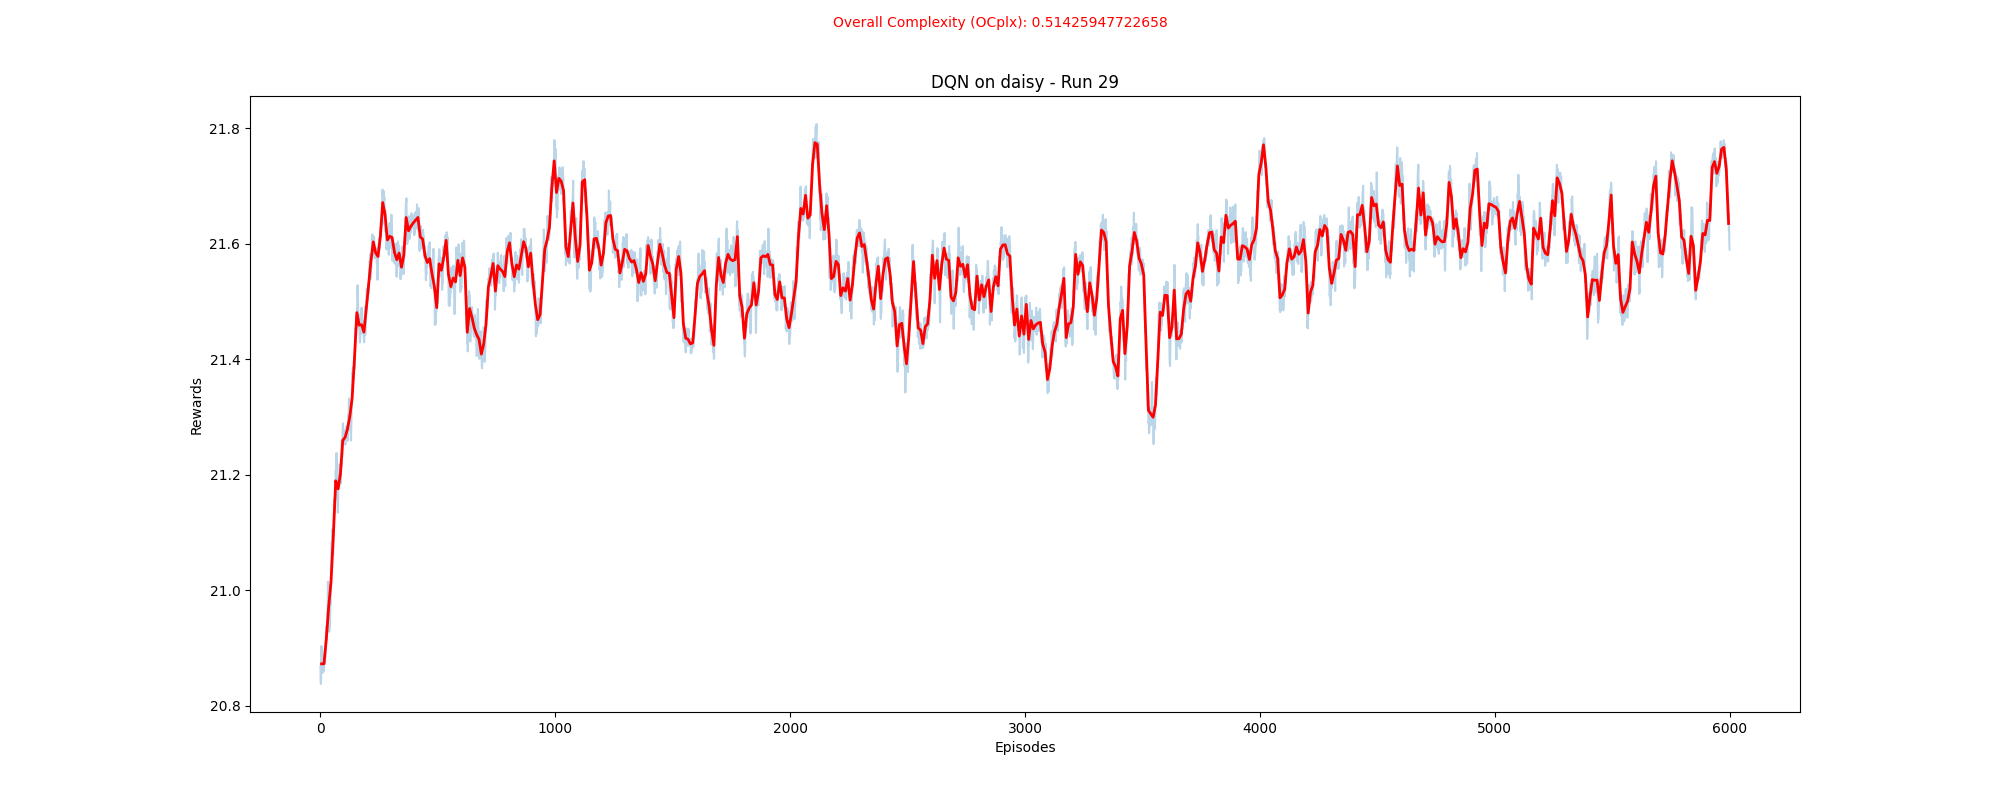 Overall Complexity (OCplx): 0.51425947722658
DQN on daisy - Run 29
21.8
21.6
21.4
21.2
21.0
20.8
Rewards
0 1000 2000 3000 4000 5000 6000
Episodes